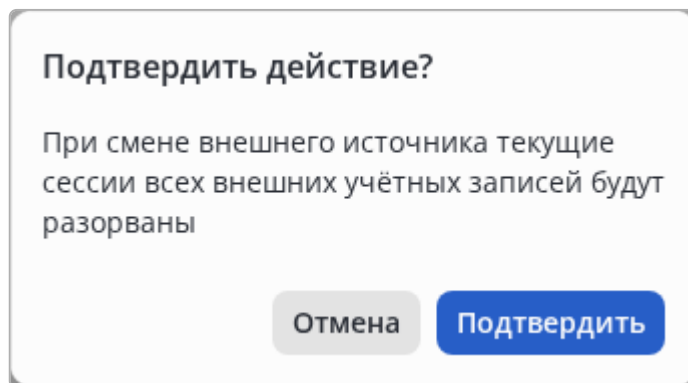 Подтвердить действие?
При смене внешнего источника текущие
сессии всех внешних учётных записей будут
разорваны
Отмена
Подтвердить